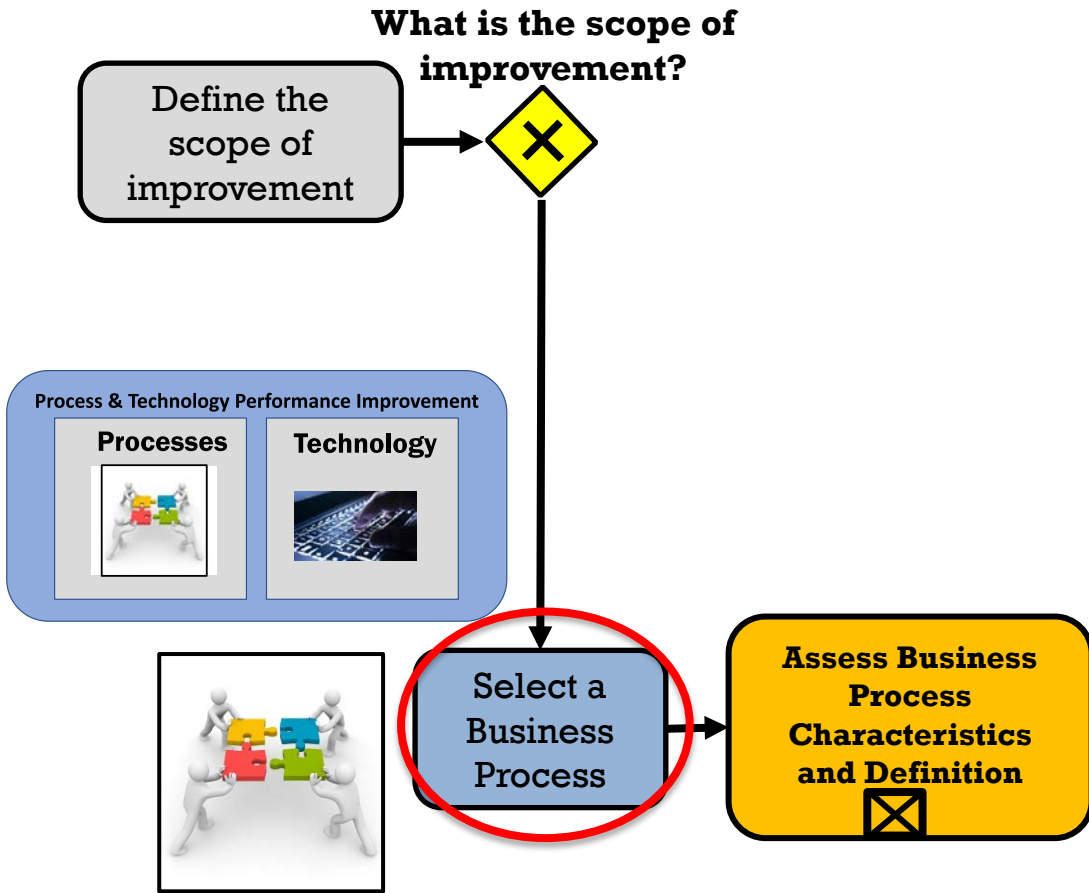 What is the scope of
improvement?
Define the
scope of
improvement
Process & Technology Performance Improvement
Processes
Technology
Select a
Business
Process
Assess Business
Process
Characteristics
and Definition